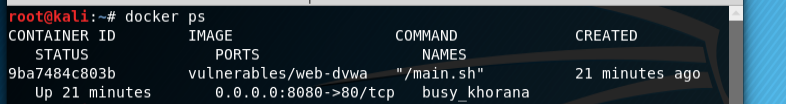 root@kali:~# docker ps
CONTAINER ID        IMAGE                  COMMAND             CREATED
   STATUS              PORTS                  NAMES
9ba7484c803b        vulnerables/web-dvwa   "/main.sh"          21 minutes ago
   Up 21 minutes       0.0.0.0:8080->80/tcp   busy_khorana